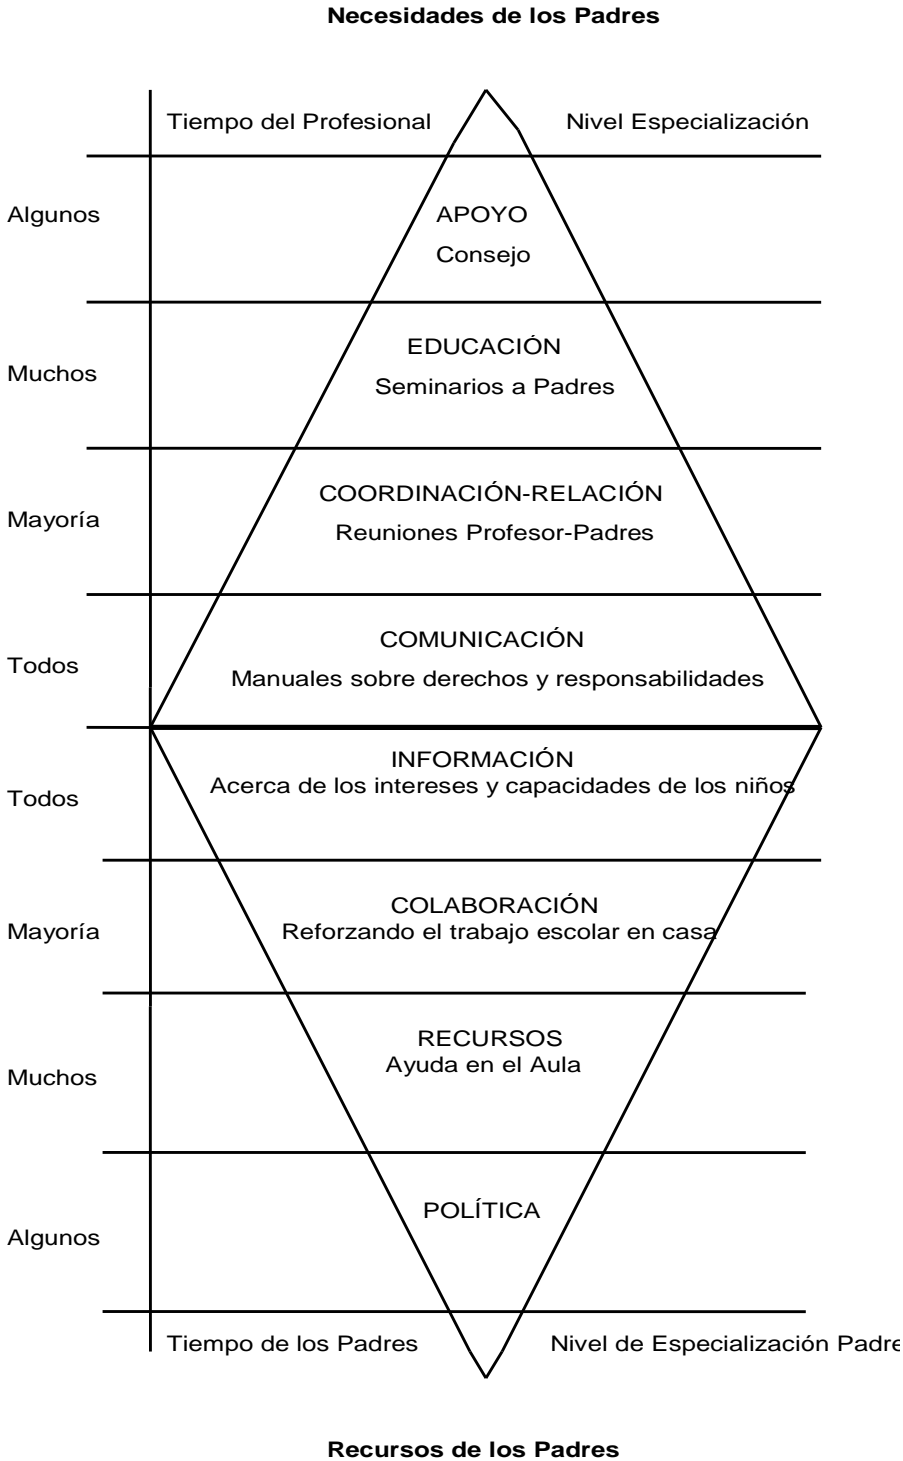 Necesidades de los Padres
Tiempo del Profesional
Nivel Especialización
Algunos
APOYO
Consejo
Muchos
EDUCACIÓN
Seminarios a Padres
Mayoría
COORDINACIÓN-RELACIÓN
Reuniones Profesor-Padres
Todos
COMUNICACIÓN
Manuales sobre derechos y responsabilidades
Todos
INFORMACIÓN
Acerca de los intereses y capacidades de los niños
Mayoría
COLABORACIÓN
Reforzando el trabajo escolar en casa
Muchos
RECURSOS
Ayuda en el Aula
Algunos
POLÍTICA
Tiempo de los Padres
Nivel de Especialización Padre
Recursos de los Padres